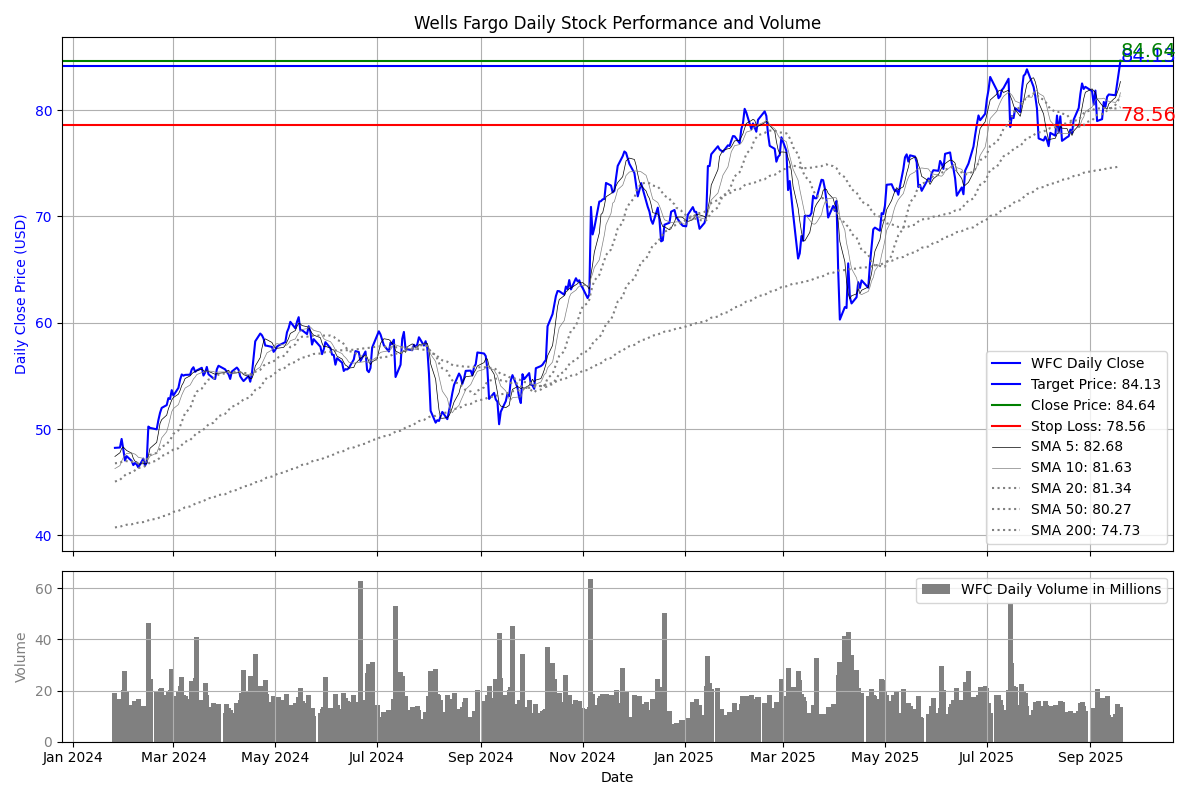 Wells Fargo Daily Stock Performance and Volume
84.64
84.13
78.56
80
70
60
50
40
Daily Close Price (USD)
WFC Daily Close
Target Price: 84.13
Close Price: 84.64
Stop Loss: 78.56
SMA 5: 82.68
SMA 10: 81.63
SMA 20: 81.34
SMA 50: 80.27
SMA 200: 74.73
60
40
20
0
Volume
WFC Daily Volume in Millions
Jan 2024 Mar 2024 May 2024 Jul 2024 Sep 2024 Nov 2024 Jan 2025 Mar 2025 May 2025 Jul 2025 Sep 2025
Date